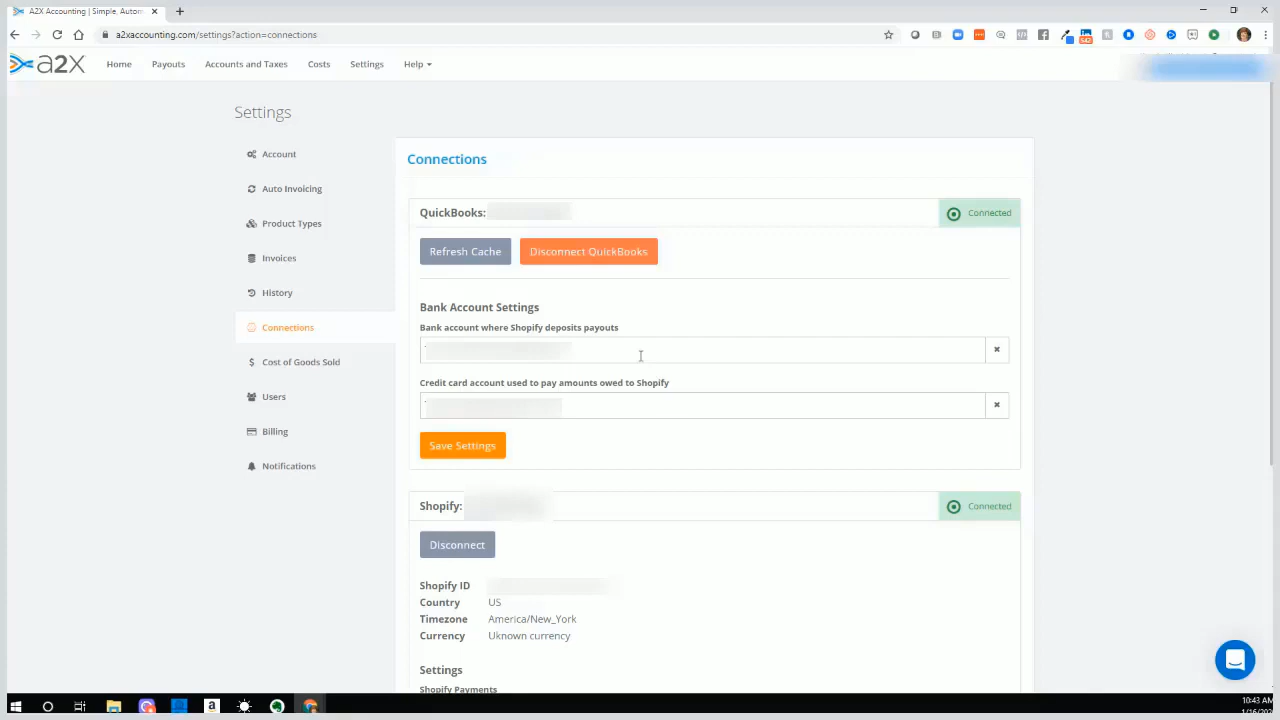 A2X Accounting | Simple, Autom
a2xaccounting.com/settings?action=connections
a2x
Home
Payouts
Accounts and Taxes
Costs
Settings
Help
Settings
Account
Auto Invoicing
Product Types
Invoices
History
Connections
Cost of Goods Sold
Users
Billing
Notifications
Connections
QuickBooks:
Connected
Refresh Cache
Disconnect QuickBooks
Bank Account Settings
Bank account where Shopify deposits payouts
Credit card account used to pay amounts owed to Shopify
Save Settings
Shopify:
Connected
Disconnect
Shopify ID
Country US
Timezone America/New_York
Currency Uknown currency
Settings
Shopify Payments
10:43 AM